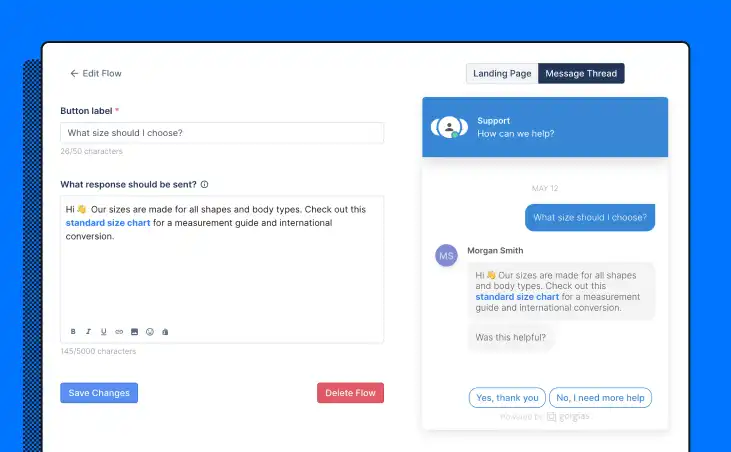 Edit Flow
Landing Page
Message Thread
Button label *
What size should I choose?
26/50 characters
What response should be sent?
Hi 👋 Our sizes are made for all shapes and body types. Check out this
standard size chart for a measurement guide and international
conversion.
B I U
145/5000 characters
Save Changes
Delete Flow
Support
How can we help?
MAY 12
What size should I choose?
MS
Morgan Smith
Hi 👋 Our sizes are made for all shapes
and body types. Check out this
standard size chart for a measurement
guide and international conversion.
Was this helpful?
Yes, thank you
No, I need more help
Powered by gorgias